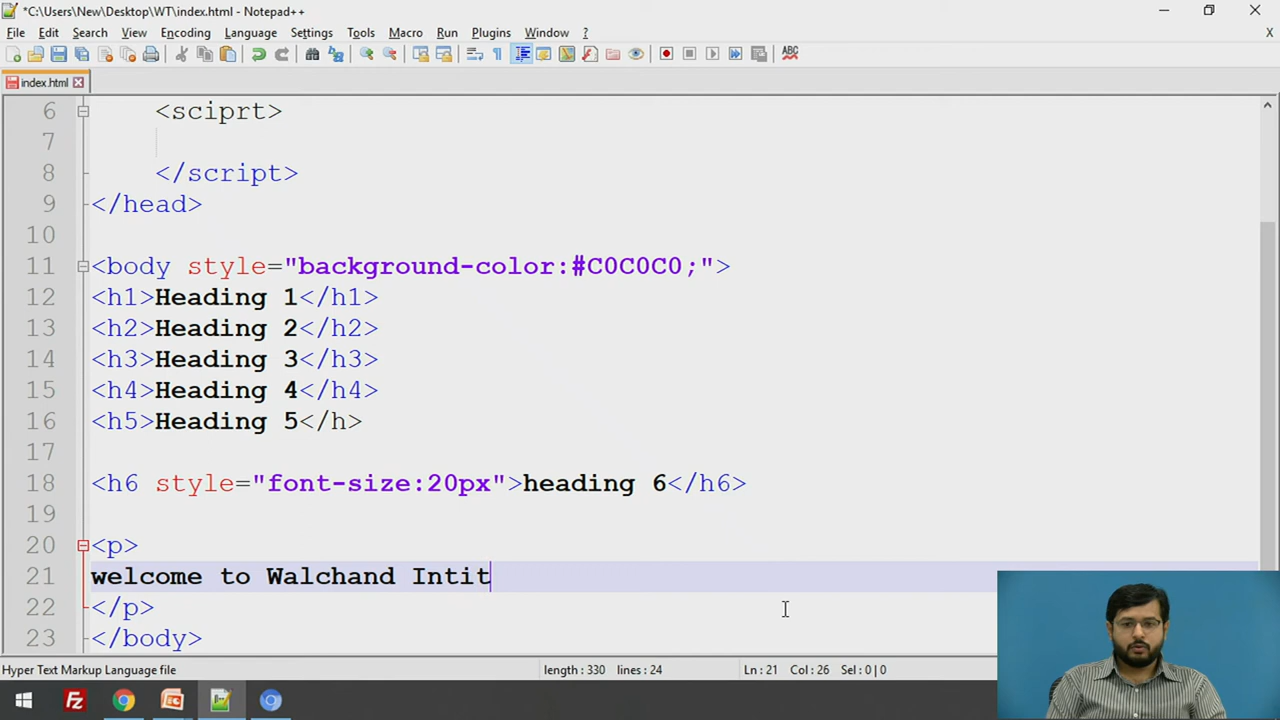 *C:\Users\New\Desktop\WT\index.html - Notepad++
File Edit Search View Encoding Language Settings Tools Macro Run Plugins Window ? X
ABC
index.html
6 <sciprt>
7
8 </script>
9 </head>
10
11 <body style="background-color:#C0C0C0;">
12 <h1>Heading 1</h1>
13 <h2>Heading 2</h2>
14 <h3>Heading 3</h3>
15 <h4>Heading 4</h4>
16 <h5>Heading 5</h>
17
18 <h6 style="font-size:20px">heading 6</h6>
19
20 <p>
21 welcome to Walchand Intit
22 </p>
23 </body>
Hyper Text Markup Language file length : 330 lines : 24 Ln : 21 Col : 26 Sel : 0 | 0